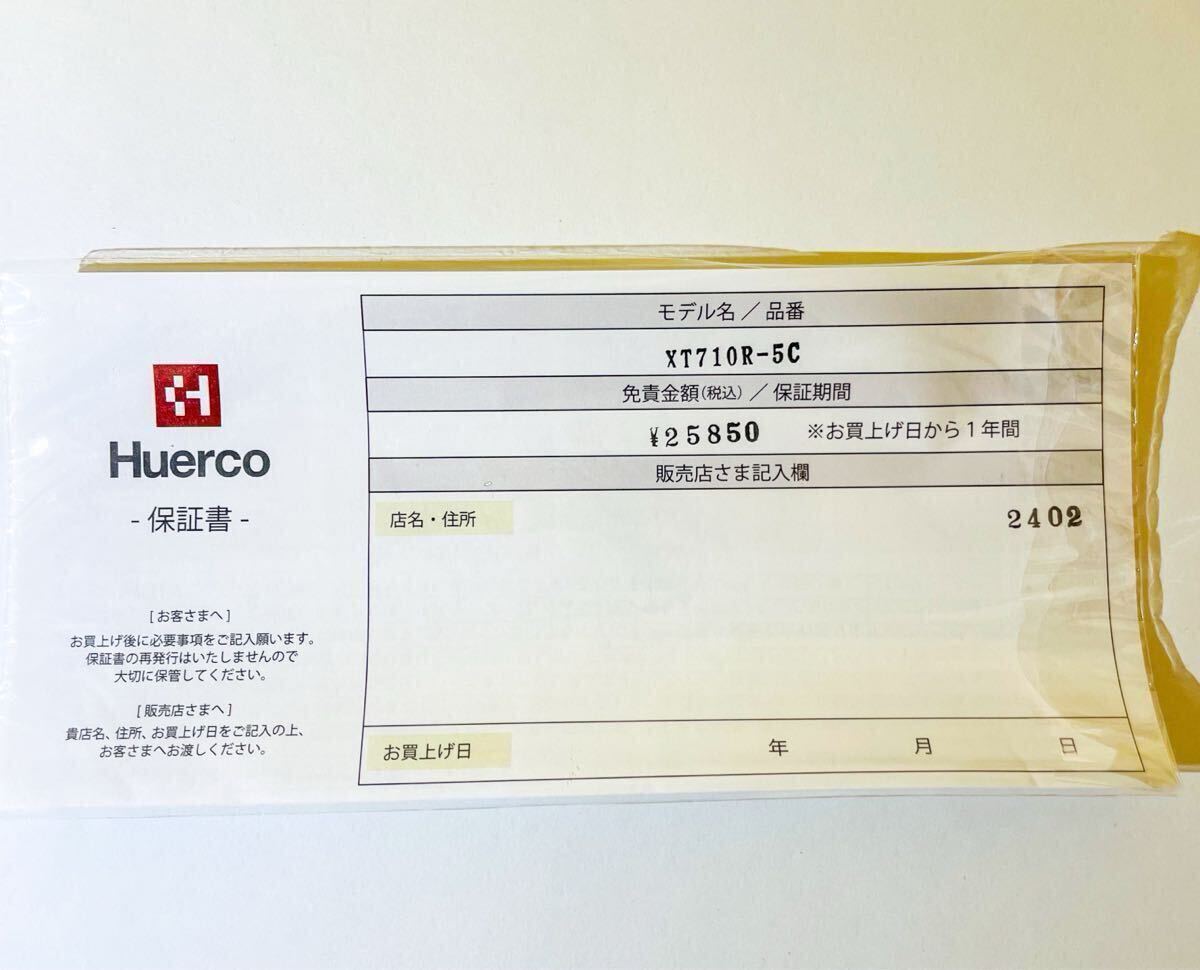 Huerco
- 保証書 -
[ お客さまへ ]
お買上げ後に必要事項をご記入願います。
保証書の再発行はいたしませんので
大切に保管してください。
[ 販売店さまへ ]
貴店名、住所、お買上げ日をご記入の上、
お客さまへお渡しください。
モデル名 ／ 品番
XT710R-5C
免責金額(税込) ／ 保証期間
¥25850 ※お買上げ日から１年間
販売店さま記入欄
店名・住所 2402
お買上げ日 年 月 日